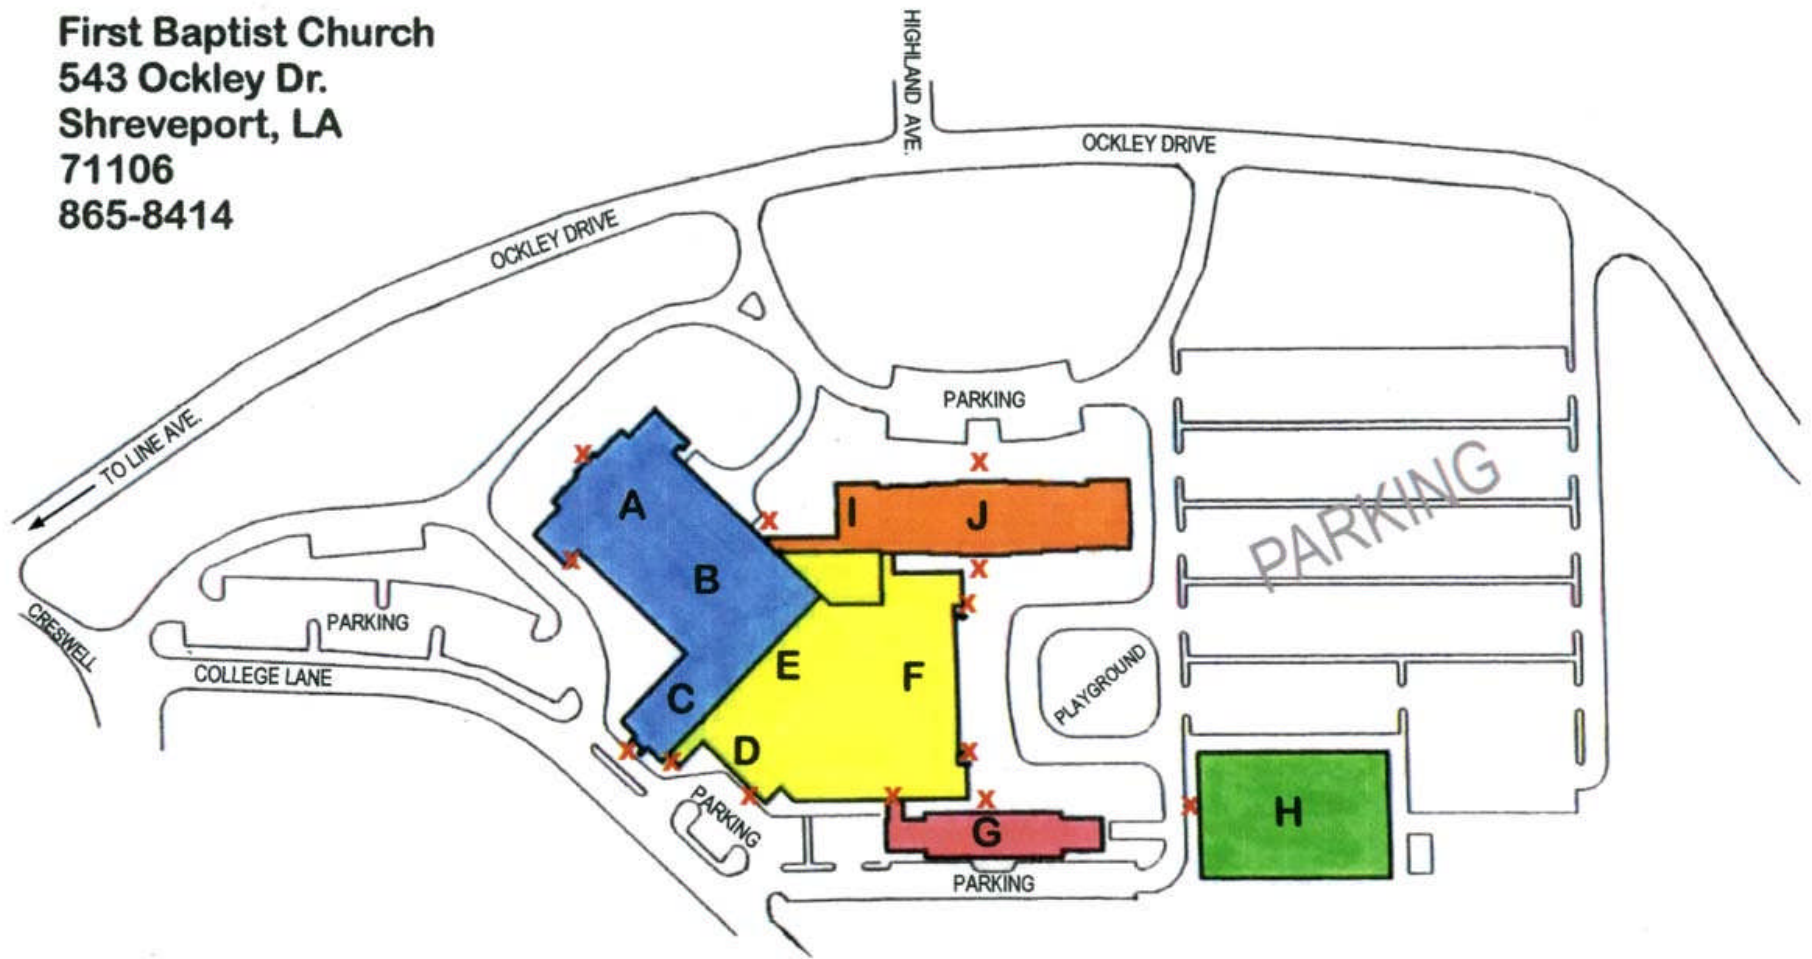 First Baptist Church
543 Ockley Dr.
Shreveport, LA
71106
865-8414
HIGHLAND AVE.
OCKLEY DRIVE
OCKLEY DRIVE
TO LINE AVE.
CRESWELL
PARKING
COLLEGE LANE
PARKING
PARKING
PARKING
PARKING
PLAYGROUND
A
B
C
D
E
F
G
H
I
J
X
X
X
X
X
X
X
X
X
X
X
X
X